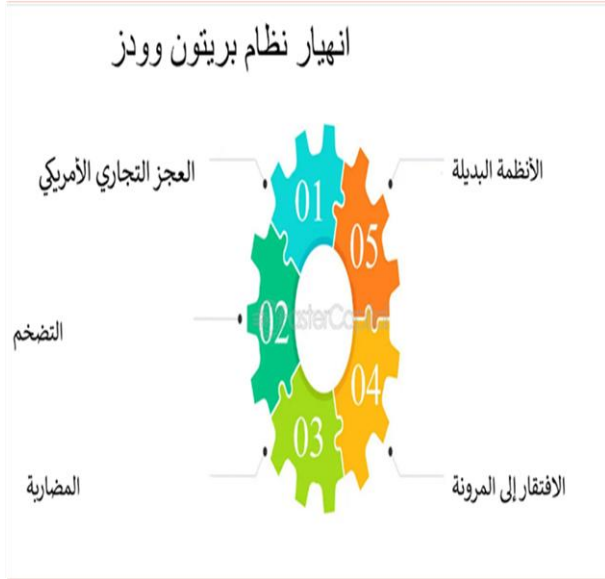 انهيار نظام بريتون وودز
العجز التجاري الأمريكي
الأنظمة البديلة
01
05
التضخم
02
04
03
المضاربة
الافتقار إلى المرونة